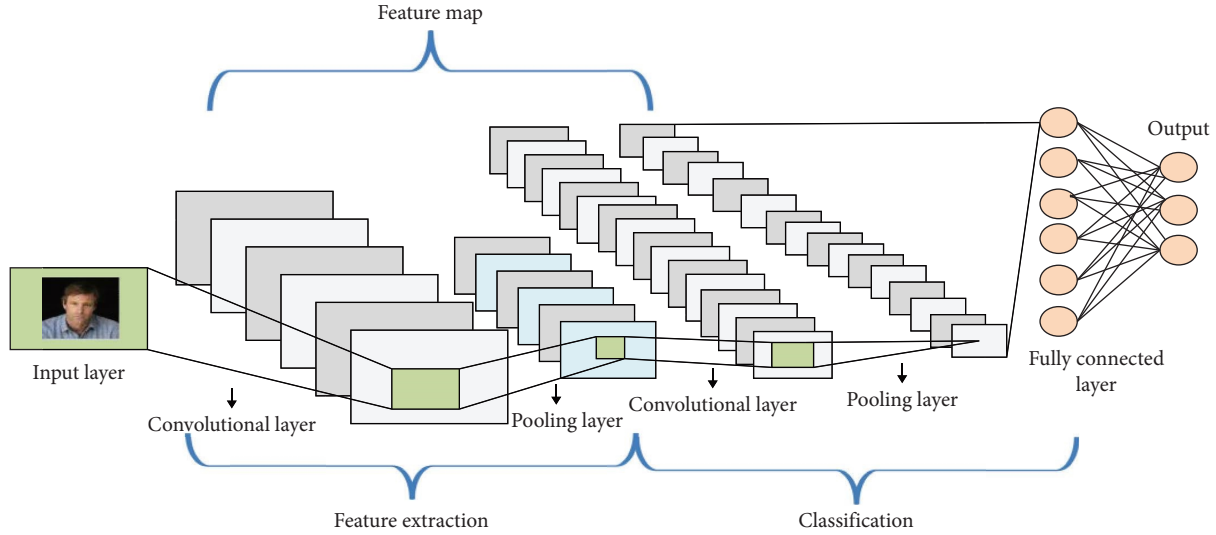 Feature map
Output
Input layer
Convolutional layer
Pooling layer
Convolutional layer
Pooling layer
Fully connected
layer
Feature extraction
Classification